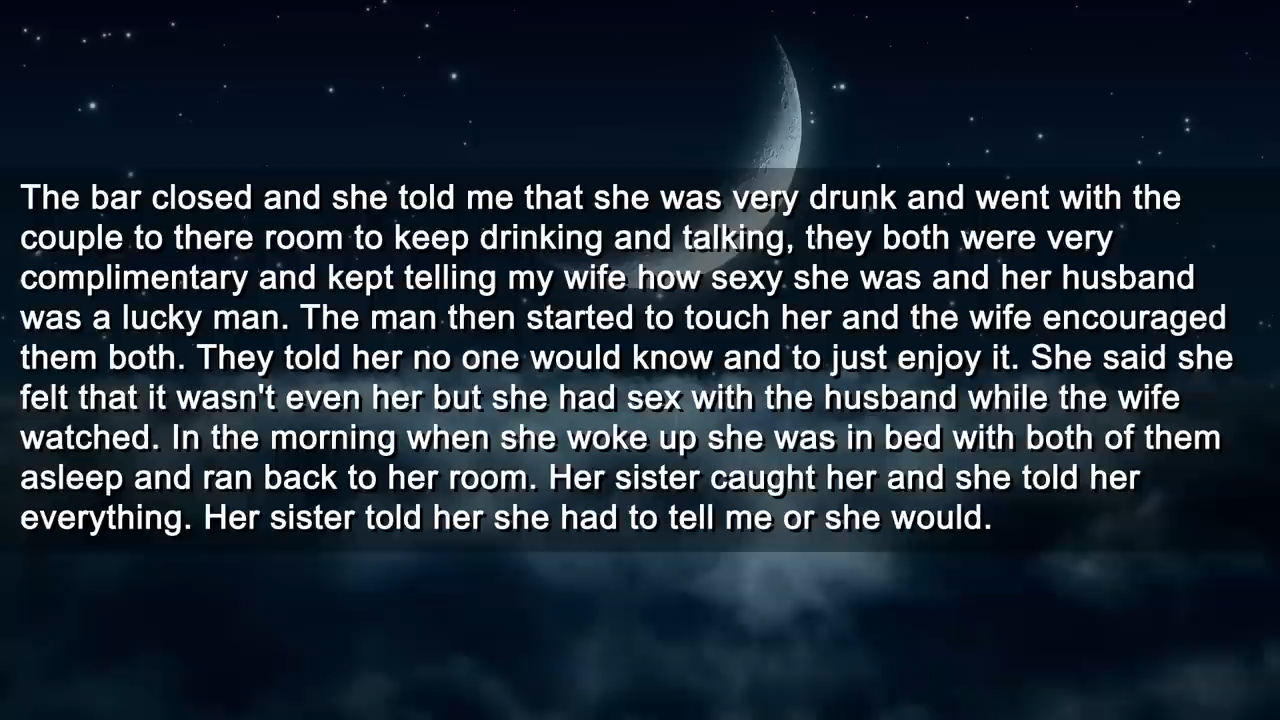 The bar closed and she told me that she was very drunk and went with the
couple to there room to keep drinking and talking, they both were very
complimentary and kept telling my wife how sexy she was and her husband
was a lucky man. The man then started to touch her and the wife encouraged
them both. They told her no one would know and to just enjoy it. She said she
felt that it wasn't even her but she had sex with the husband while the wife
watched. In the morning when she woke up she was in bed with both of them
asleep and ran back to her room. Her sister caught her and she told her
everything. Her sister told her she had to tell me or she would.